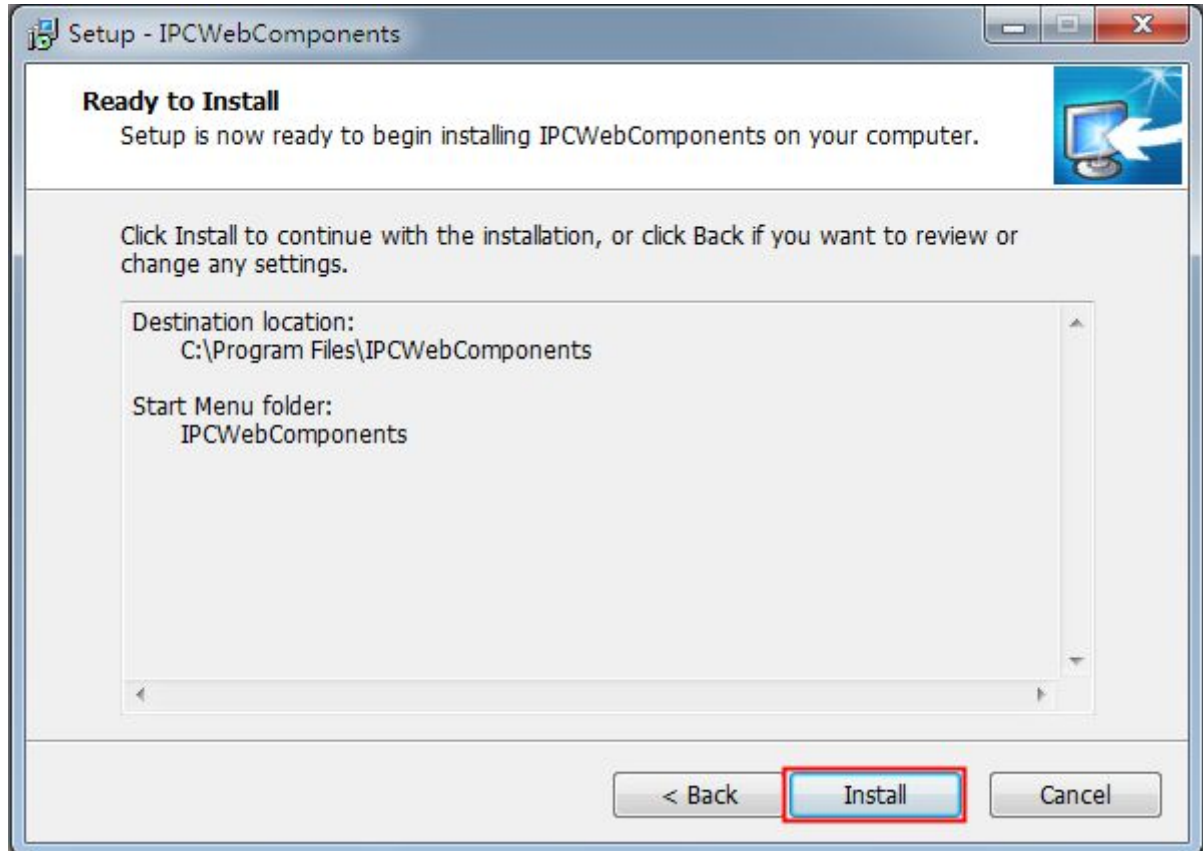 Setup - IPCWebComponents
Ready to Install
Setup is now ready to begin installing IPCWebComponents on your computer.
Click Install to continue with the installation, or click Back if you want to review or
change any settings.
Destination location:
C:\Program Files\IPCWebComponents
Start Menu folder:
IPCWebComponents
< Back Install Cancel